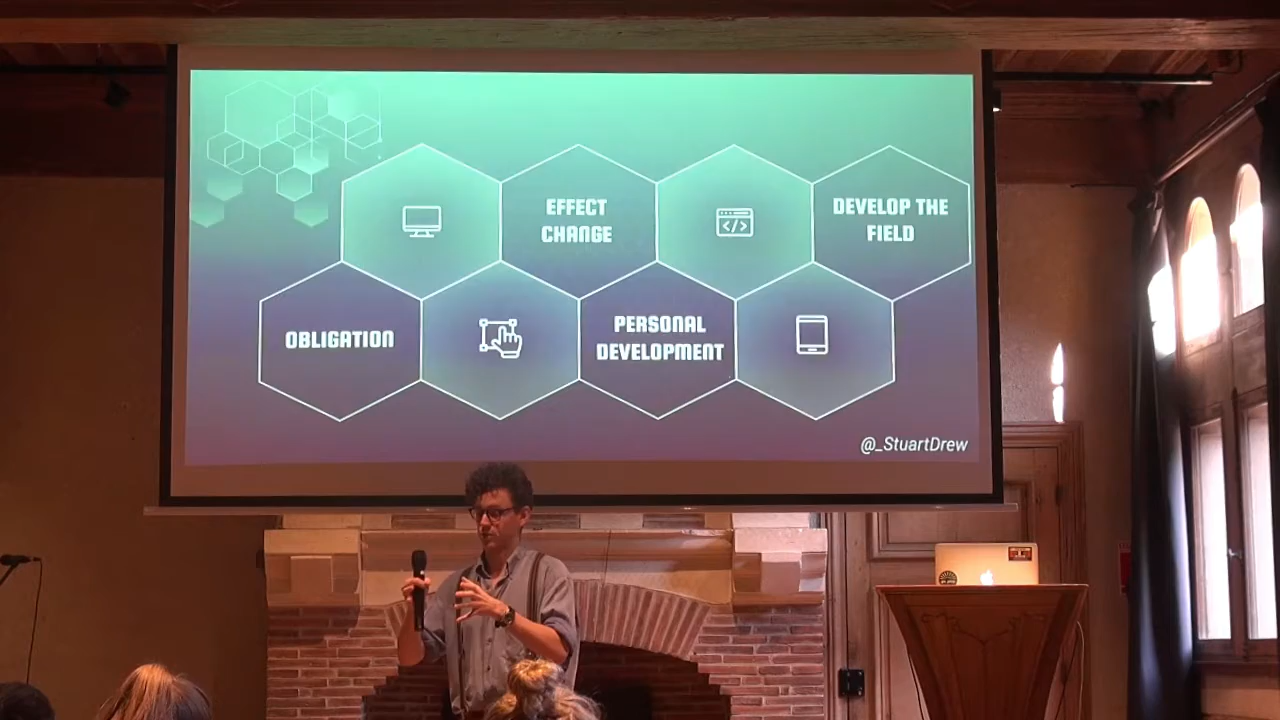 EFFECT
CHANGE
</>
DEVELOP THE
FIELD
OBLIGATION
PERSONAL
DEVELOPMENT
@_StuartDrew